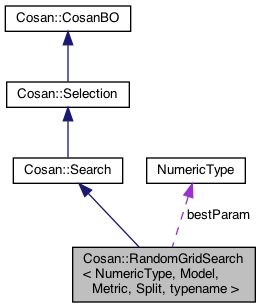 Cosan::CosanBO
Cosan::Selection
Cosan::Search
NumericType
bestParam
Cosan::RandomGridSearch
< NumericType, Model,
Metric, Split, typename >